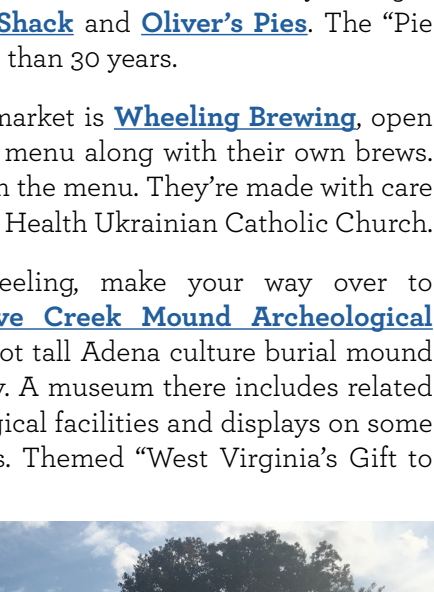 Shack and Oliver’s Pies. The “Pie
than 30 years.
market is Wheeling Brewing, open
menu along with their own brews.
the menu. They’re made with care
Health Ukrainian Catholic Church.
eeling, make your way over to
ve Creek Mound Archeological
ot tall Adena culture burial mound
y. A museum there includes related
gical facilities and displays on some
s. Themed “West Virginia’s Gift to